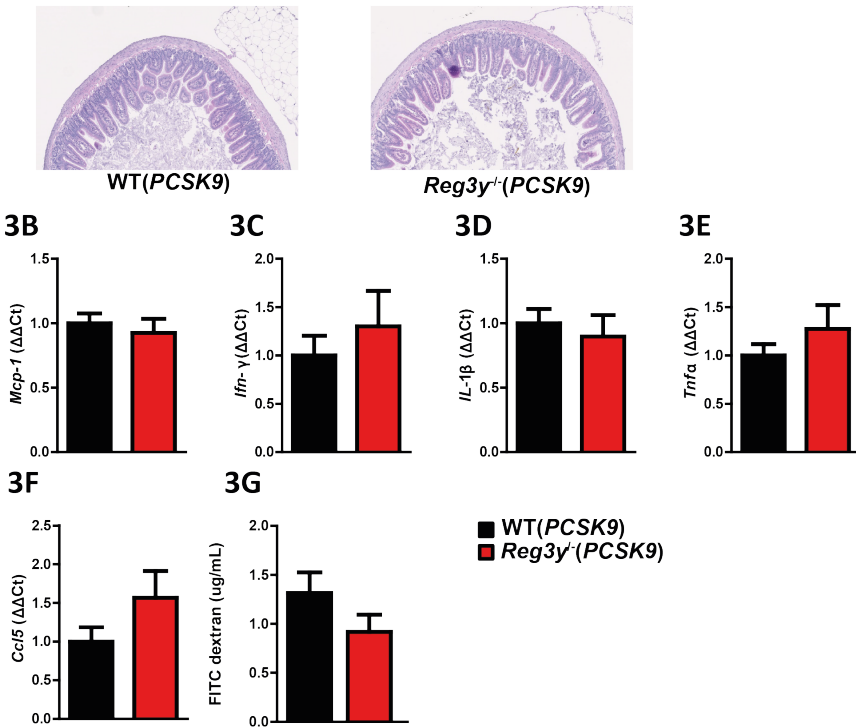 WT(PCSK9)
Reg3y-/-(PCSK9)
3B
3C
3D
3E
Mcp-1 (ΔΔCt)
1.5
1.0
0.5
0.0
Ifn- γ (ΔΔCt)
2.0
1.5
1.0
0.5
0.0
IL-1β (ΔΔCt)
1.5
1.0
0.5
0.0
Tnfα (ΔΔCt)
2.0
1.5
1.0
0.5
0.0
3F
3G
Ccl5 (ΔΔCt)
2.5
2.0
1.5
1.0
0.5
0.0
FITC dextran (ug/mL)
2.0
1.5
1.0
0.5
0.0
WT(PCSK9)
Reg3y-/-(PCSK9)